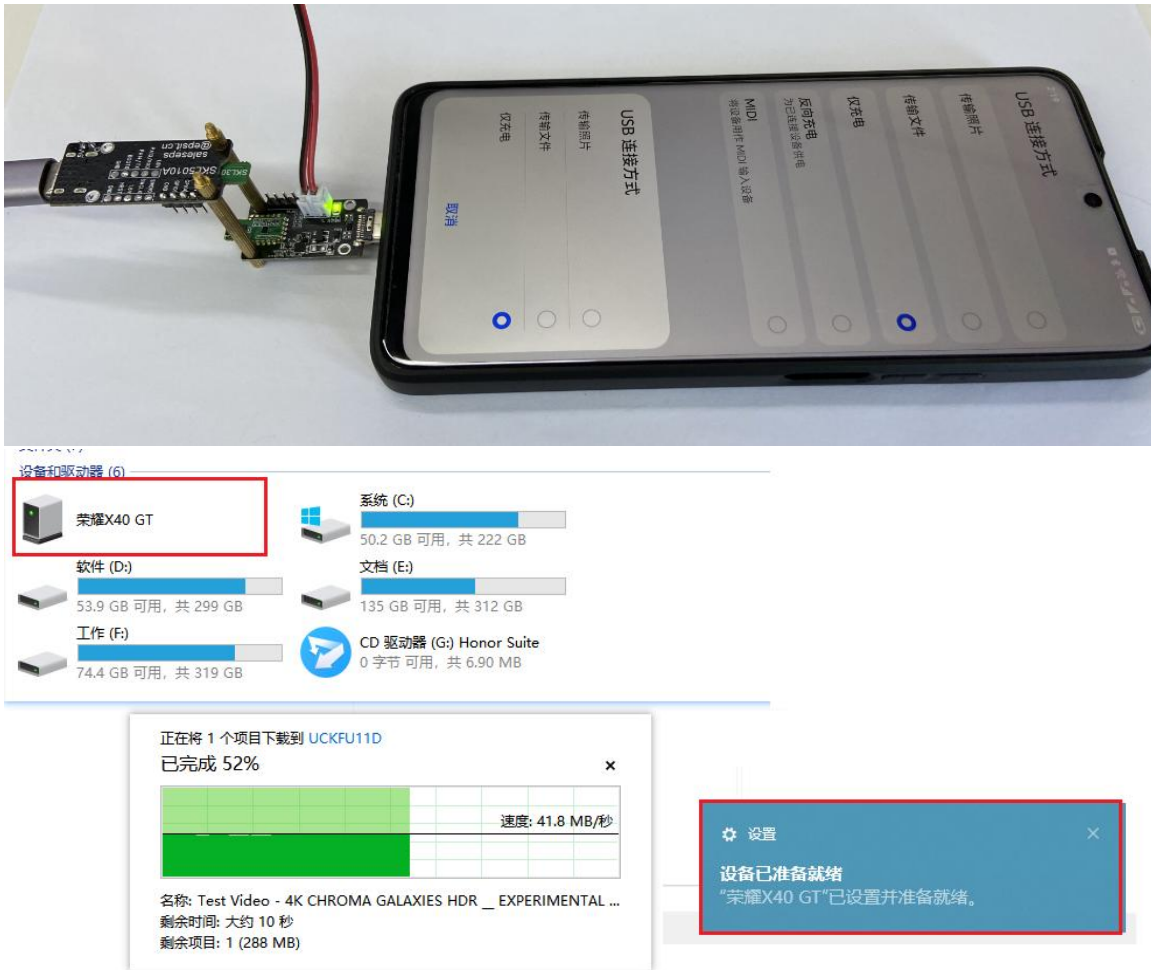 @epsit.cn
saleseps
SKL5010A
SKL30
2:19
USB 连接方式
传输照片
传输文件
仅充电
反向充电
为已连接设备供电
MIDI
将设备用作 MIDI 输入设备
USB 连接方式
传输照片
传输文件
仅充电
取消
设备和驱动器 (6)
荣耀X40 GT
系统 (C:)
50.2 GB 可用，共 222 GB
软件 (D:)
53.9 GB 可用，共 299 GB
文档 (E:)
135 GB 可用，共 312 GB
工作 (F:)
74.4 GB 可用，共 319 GB
CD 驱动器 (G:) Honor Suite
0 字节 可用，共 6.90 MB
正在将 1 个项目下载到 UCKFU11D
已完成 52%
速度: 41.8 MB/秒
名称: Test Video - 4K CHROMA GALAXIES HDR __ EXPERIMENTAL ...
剩余时间: 大约 10 秒
剩余项目: 1 (288 MB)
设置
设备已准备就绪
“荣耀X40 GT”已设置并准备就绪。